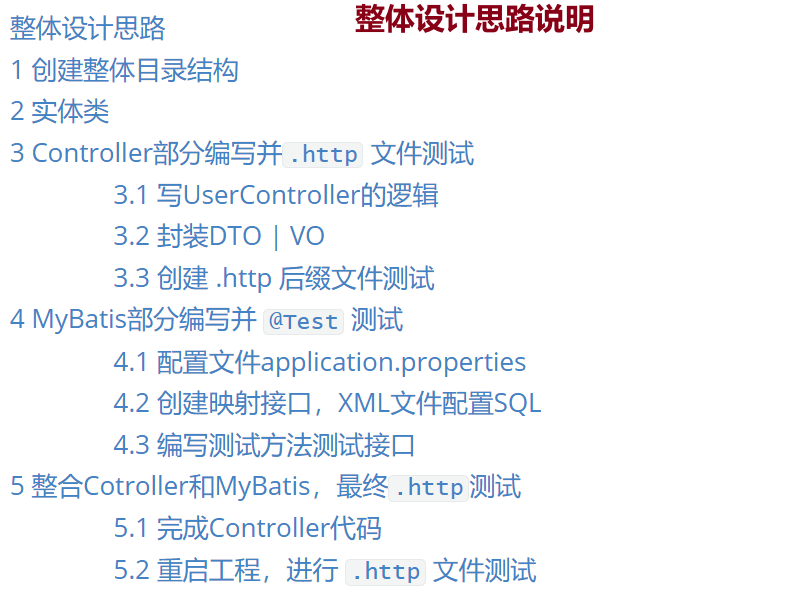 整体设计思路说明
整体设计思路
1 创建整体目录结构
2 实体类
3 Controller部分编写并 .http 文件测试
3.1 写UserController的逻辑
3.2 封装DTO | VO
3.3 创建 .http 后缀文件测试
4 MyBatis部分编写并 @Test 测试
4.1 配置文件application.properties
4.2 创建映射接口，XML文件配置SQL
4.3 编写测试方法测试接口
5 整合Cotroller和MyBatis，最终 .http 测试
5.1 完成Controller代码
5.2 重启工程，进行 .http 文件测试